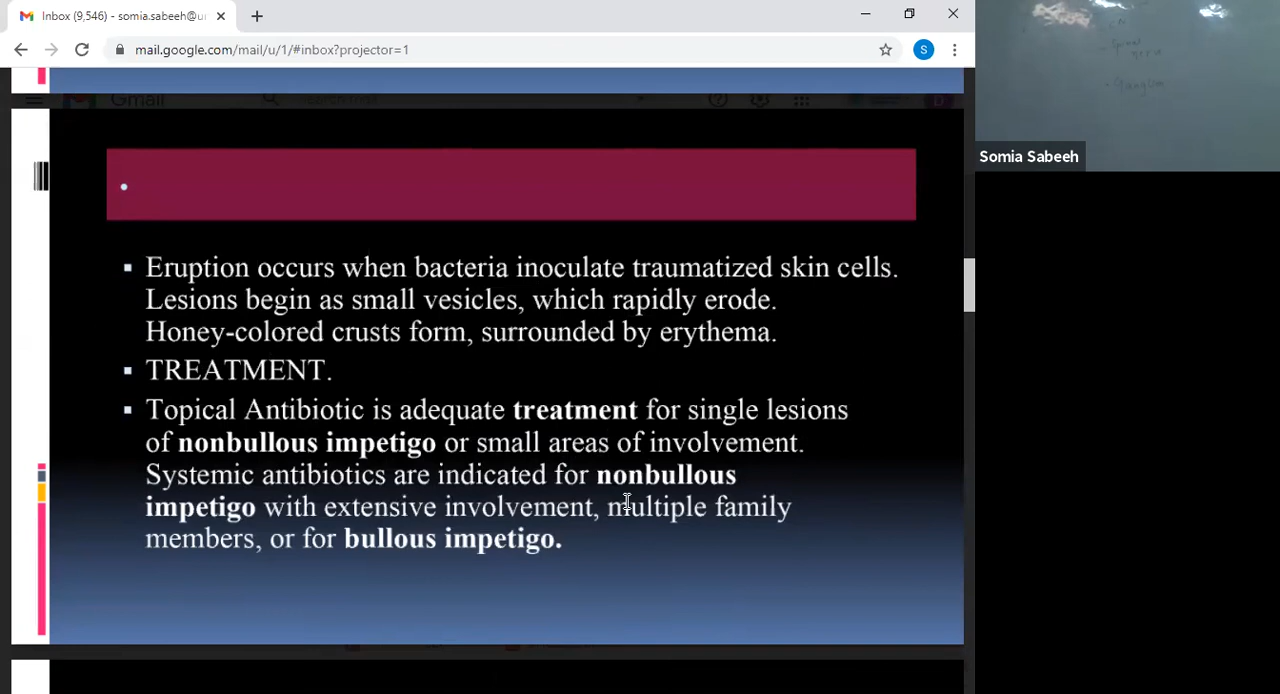 Inbox (9,546) - somia.sabeeh@u
mail.google.com/mail/u/1/#inbox?projector=1
S
Gmail
Somia Sabeeh
Eruption occurs when bacteria inoculate traumatized skin cells.
Lesions begin as small vesicles, which rapidly erode.
Honey-colored crusts form, surrounded by erythema.
TREATMENT.
Topical Antibiotic is adequate treatment for single lesions
of nonbullous impetigo or small areas of involvement.
Systemic antibiotics are indicated for nonbullous
impetigo with extensive involvement, multiple family
members, or for bullous impetigo.